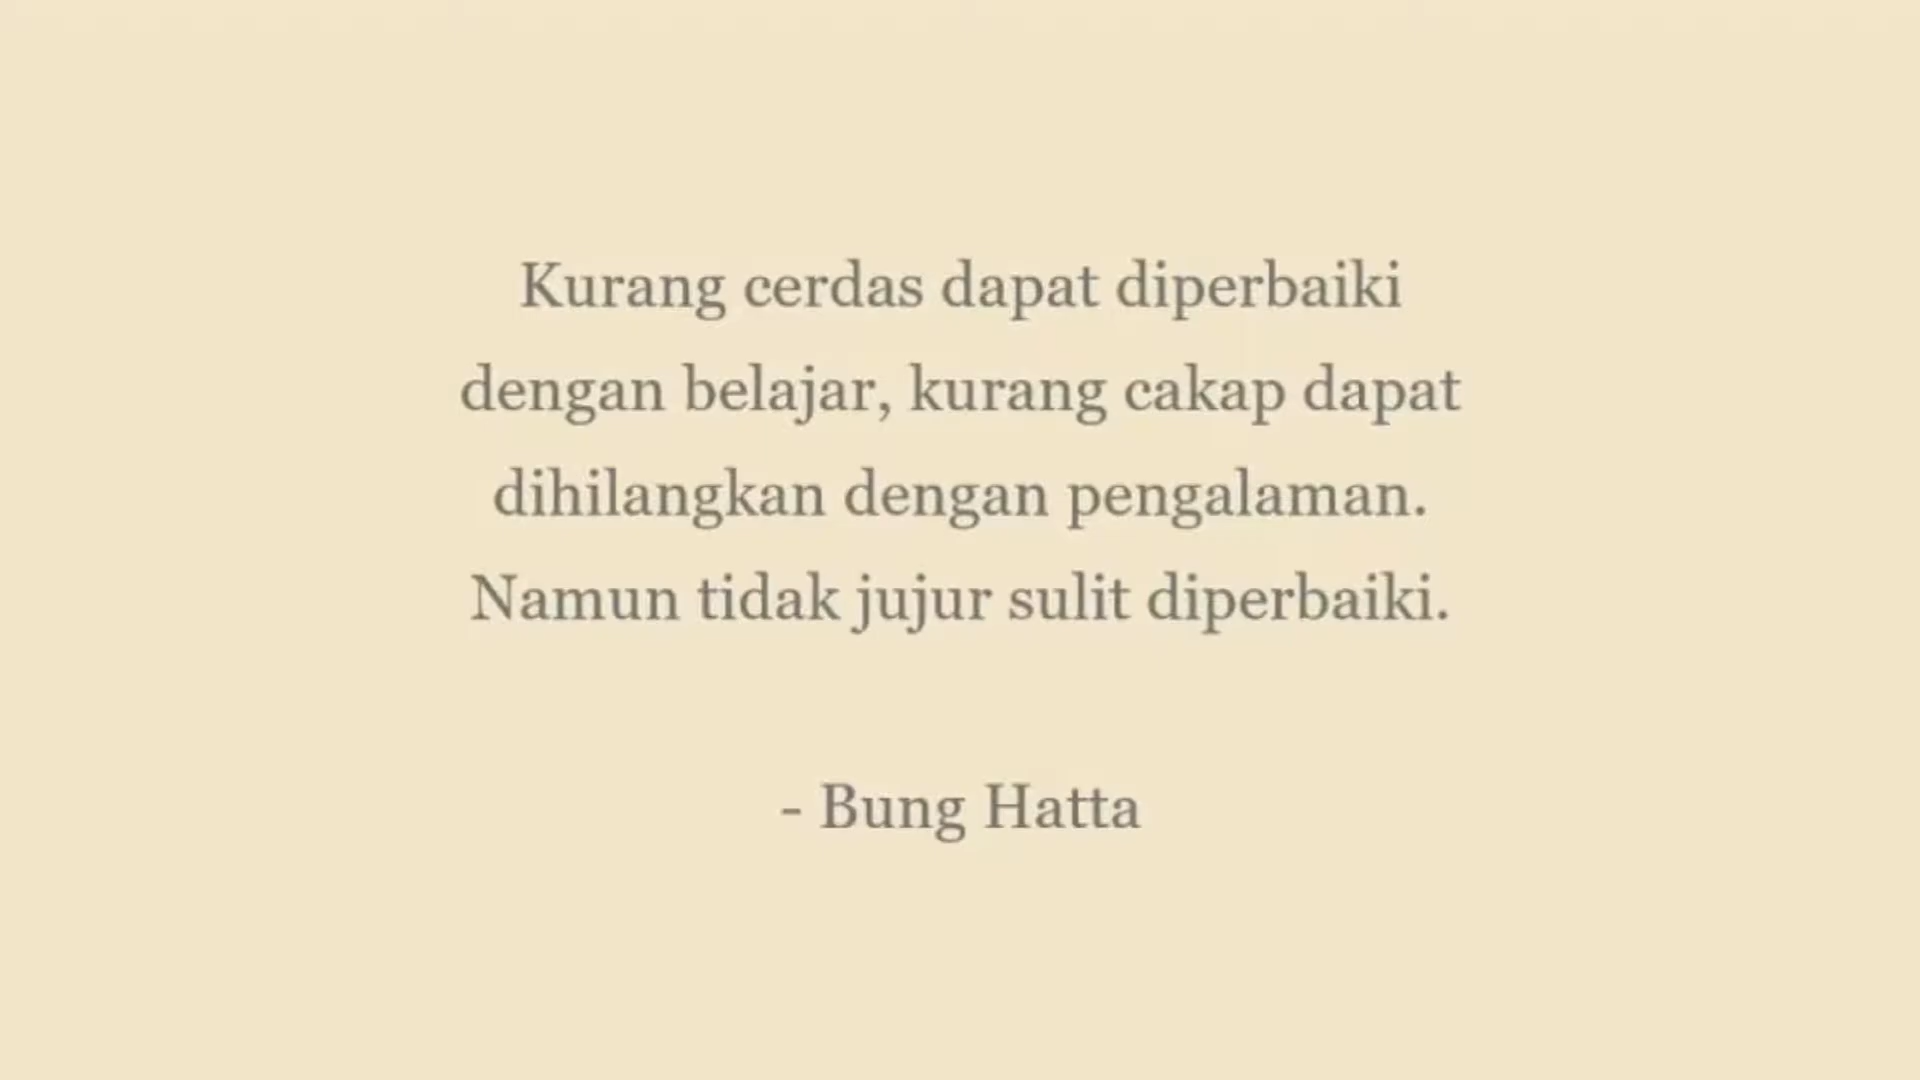 Kurang cerdas dapat diperbaiki
dengan belajar, kurang cakap dapat
dihilangkan dengan pengalaman.
Namun tidak jujur sulit diperbaiki.
- Bung Hatta